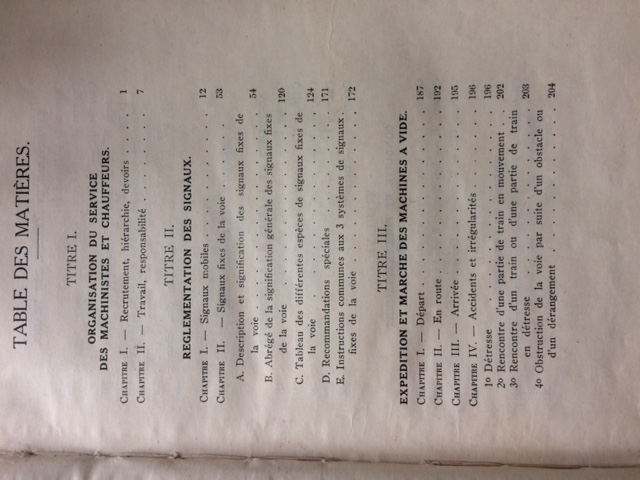 TABLE DES MATIÈRES.
TITRE I.
ORGANISATION DU SERVICE
DES MACHINISTES ET CHAUFFEURS.
CHAPITRE I. — Recrutement, hiérarchie, devoirs . . . . . . 1
CHAPITRE II. — Travail, responsabilité . . . . . . . . 7
TITRE II.
REGLEMENTATION DES SIGNAUX.
CHAPITRE I. — Signaux mobiles . . . . . . . . . . 12
CHAPITRE II. — Signaux fixes de la voie . . . . . . . 53
A. Description et signification des signaux fixes de
la voie . . . . . . . . . . . . . . 54
B. Abrégé de la signification générale des signaux fixes
de la voie . . . . . . . . . . . . . 120
C. Tableau des différentes espèces de signaux fixes de
la voie . . . . . . . . . . . . . . 124
D. Recommandations spéciales . . . . . . . . . 171
E. Instructions communes aux 3 systèmes de signaux
fixes de la voie . . . . . . . . . . . . 172
TITRE III.
EXPEDITION ET MARCHE DES MACHINES A VIDE.
CHAPITRE I. — Départ . . . . . . . . . . . . 187
CHAPITRE II. — En route . . . . . . . . . . . 192
CHAPITRE III. — Arrivée . . . . . . . . . . . 195
CHAPITRE IV. — Accidents et irrégularités . . . . . . . 196
1o Détresse . . . . . . . . . . . . . . 196
2o Rencontre d'une partie de train en mouvement . . 202
3o Rencontre d'un train ou d'une partie de train
en détresse . . . . . . . . . . . . . 203
4o Obstruction de la voie par suite d'un obstacle ou
d'un dérangement . . . . . . . . . . . 204